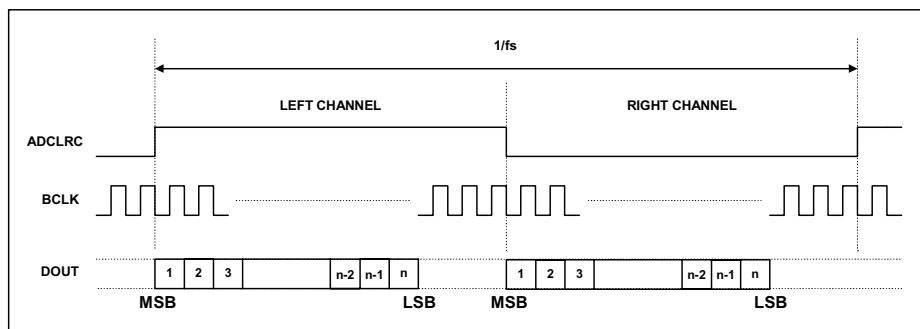 1/fs
LEFT CHANNEL RIGHT CHANNEL
ADCLRC
BCLK
DOUT 1 2 3 n-2 n-1 n 1 2 3 n-2 n-1 n
MSB LSB MSB LSB